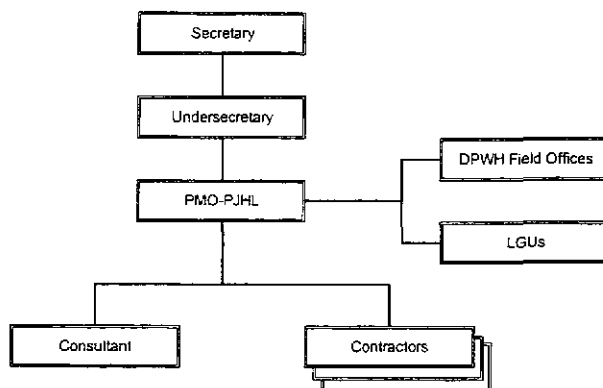 Secretary
Undersecretary
DPWH Field Offices
PMO-PJHL
LGUs
Consultant
Contractors